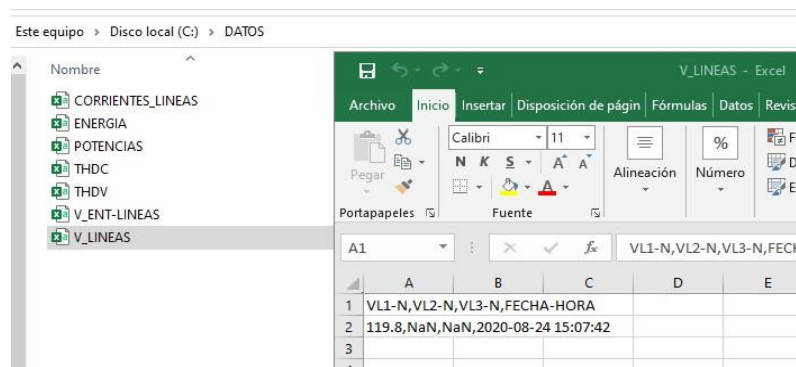 Este equipo > Disco local (C:) > DATOS
Nombre
CORRIENTES_LINEAS
ENERGIA
POTENCIAS
THDC
THDV
V_ENT-LINEAS
V_LINEAS
V_LINEAS - Excel
Archivo Inicio Insertar Disposición de págin Fórmulas Datos Revis
Pegar
Calibri 11
N K S A A
Alineación
%
Número
F
D
E
Portapapeles
Fuente
A1 fx VL1-N,VL2-N,VL3-N,FECH
A B C D E
1 VL1-N,VL2-N,VL3-N,FECHA-HORA
2 119.8,NaN,NaN,2020-08-24 15:07:42
3